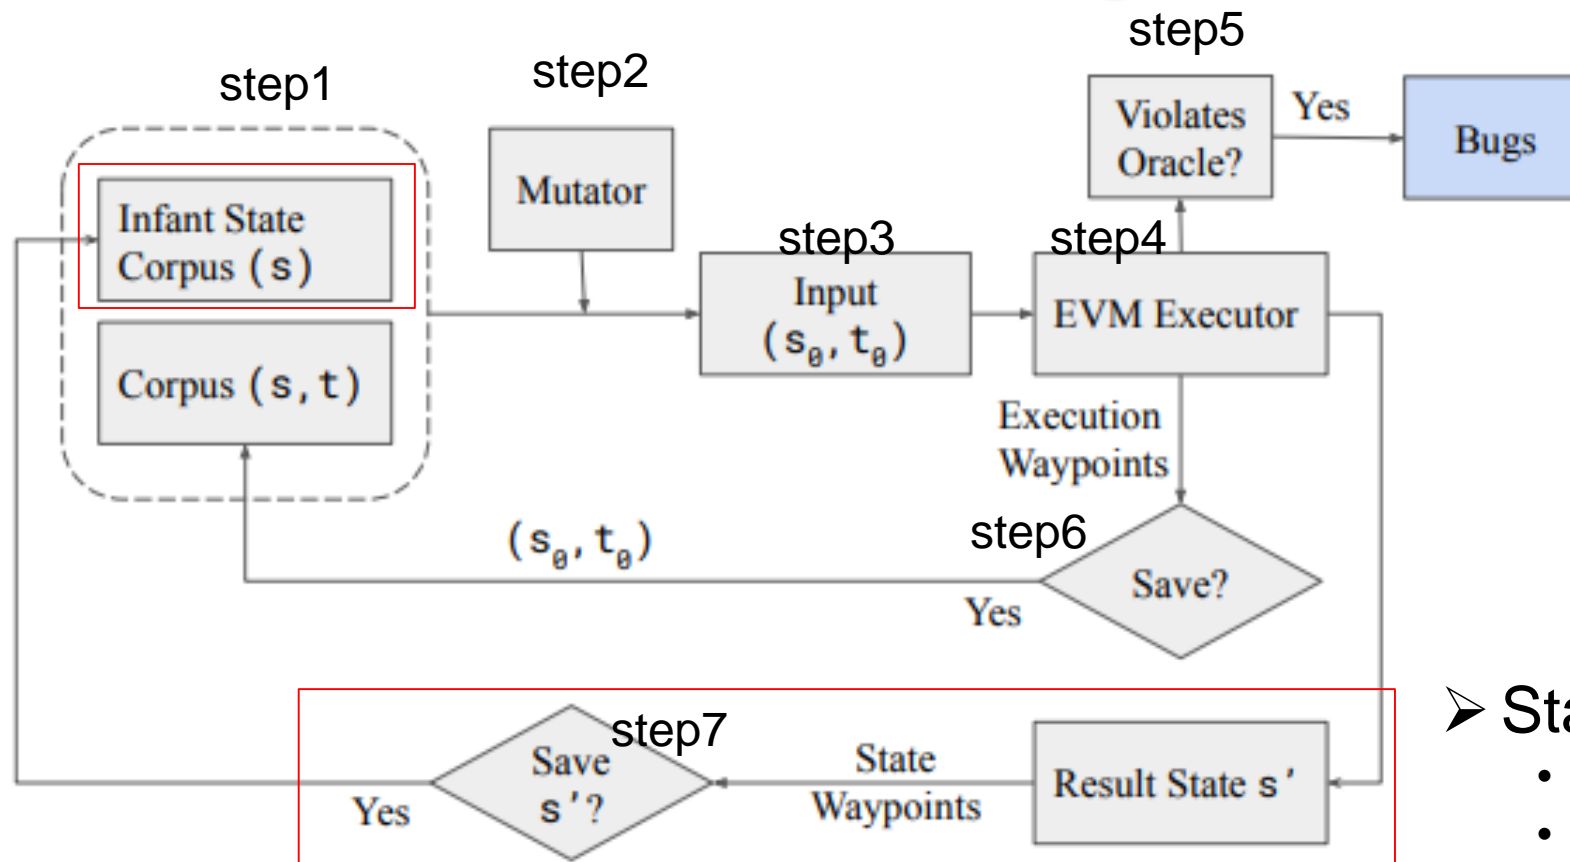 step5
step1
step2
Violates
Oracle?
Yes
Bugs
Mutator
Infant State
Corpus (s)
step3
step4
Input
(s₀, t₀)
EVM Executor
Corpus (s, t)
Execution
Waypoints
step6
(s₀, t₀)
Save?
Yes
step7
Save
s'?
Yes
State
Waypoints
Result State s'
➢ Sta
•
•